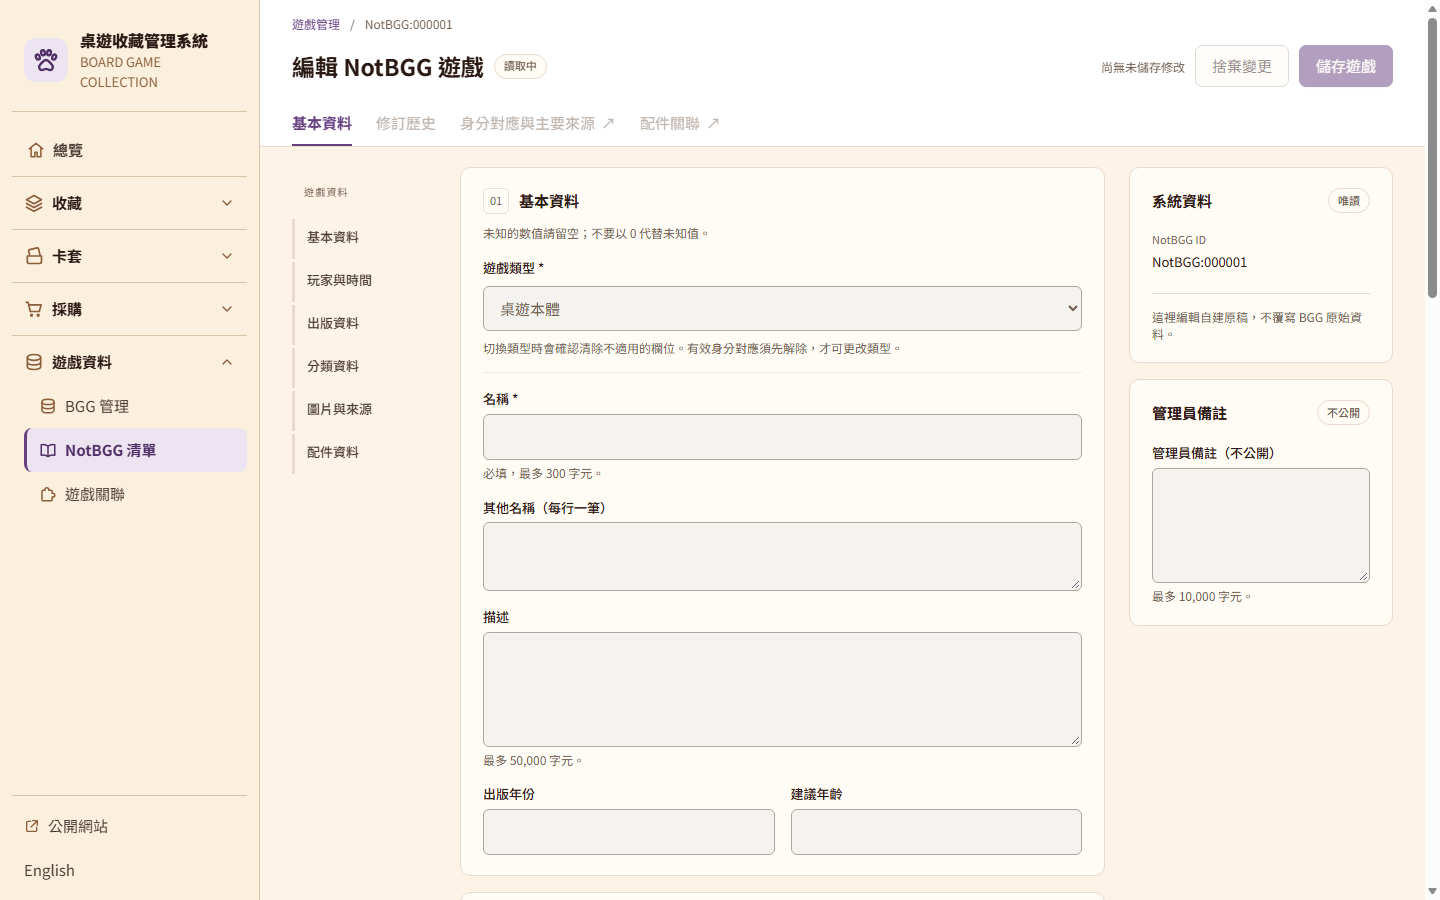 桌遊收藏管理系統
BOARD GAME
COLLECTION
總覽
收藏
卡套
採購
遊戲資料
BGG 管理
NotBGG 清單
遊戲關聯
公開網站
English
遊戲管理 / NotBGG:000001
編輯 NotBGG 遊戲 讀取中
尚無未儲存修改 捨棄變更 儲存遊戲
基本資料 修訂歷史 身分對應與主要來源 ↗ 配件關聯 ↗
遊戲資料
基本資料
玩家與時間
出版資料
分類資料
圖片與來源
配件資料
01 基本資料
未知的數值請留空；不要以 0 代替未知值。
遊戲類型 *
桌遊本體
切換類型時會確認清除不適用的欄位。有效身分對應須先解除，才可更改類型。
名稱 *
必填，最多 300 字元。
其他名稱（每行一筆）
描述
最多 50,000 字元。
出版年份 建議年齡
系統資料 唯讀
NotBGG ID
NotBGG:000001
這裡編輯自建原稿，不覆寫 BGG 原始資
料。
管理員備註 不公開
管理員備註（不公開）
最多 10,000 字元。